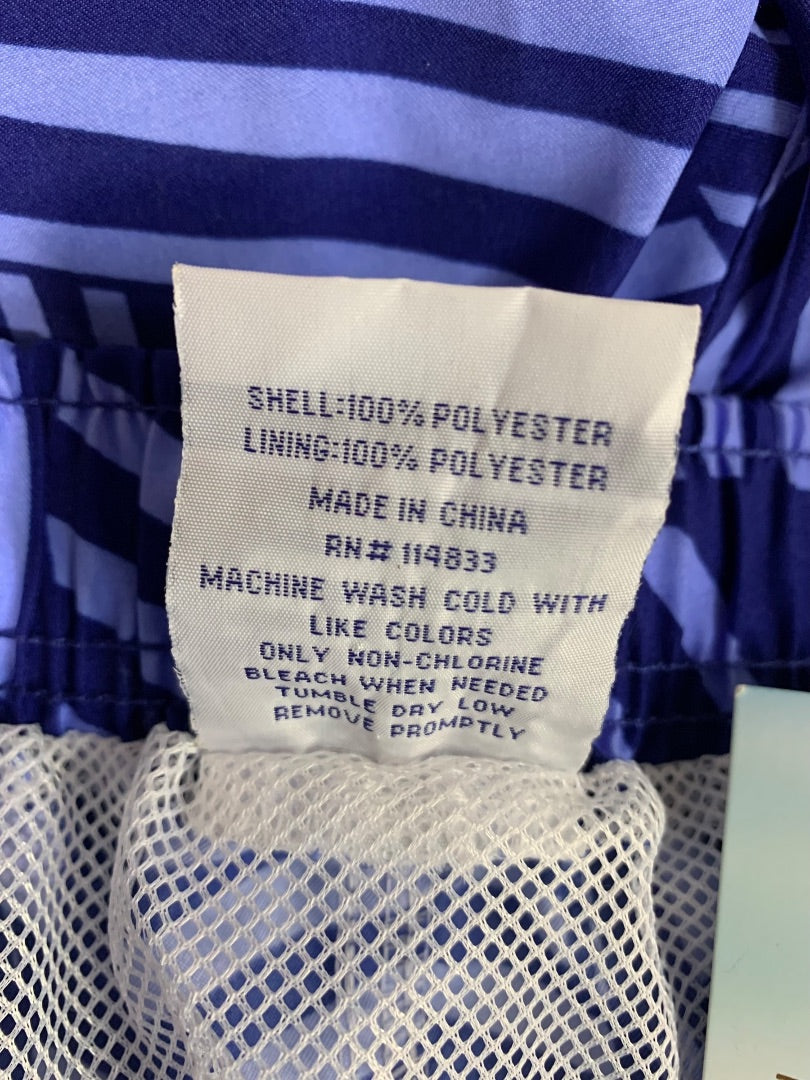 SHELL:100% POLYESTER
LINING:100% POLYESTER
MADE IN CHINA
RN# 114833
MACHINE WASH COLD WITH
LIKE COLORS
ONLY NON-CHLORINE
BLEACH WHEN NEEDED
TUMBLE DRY LOW
REMOVE PROMPTLY